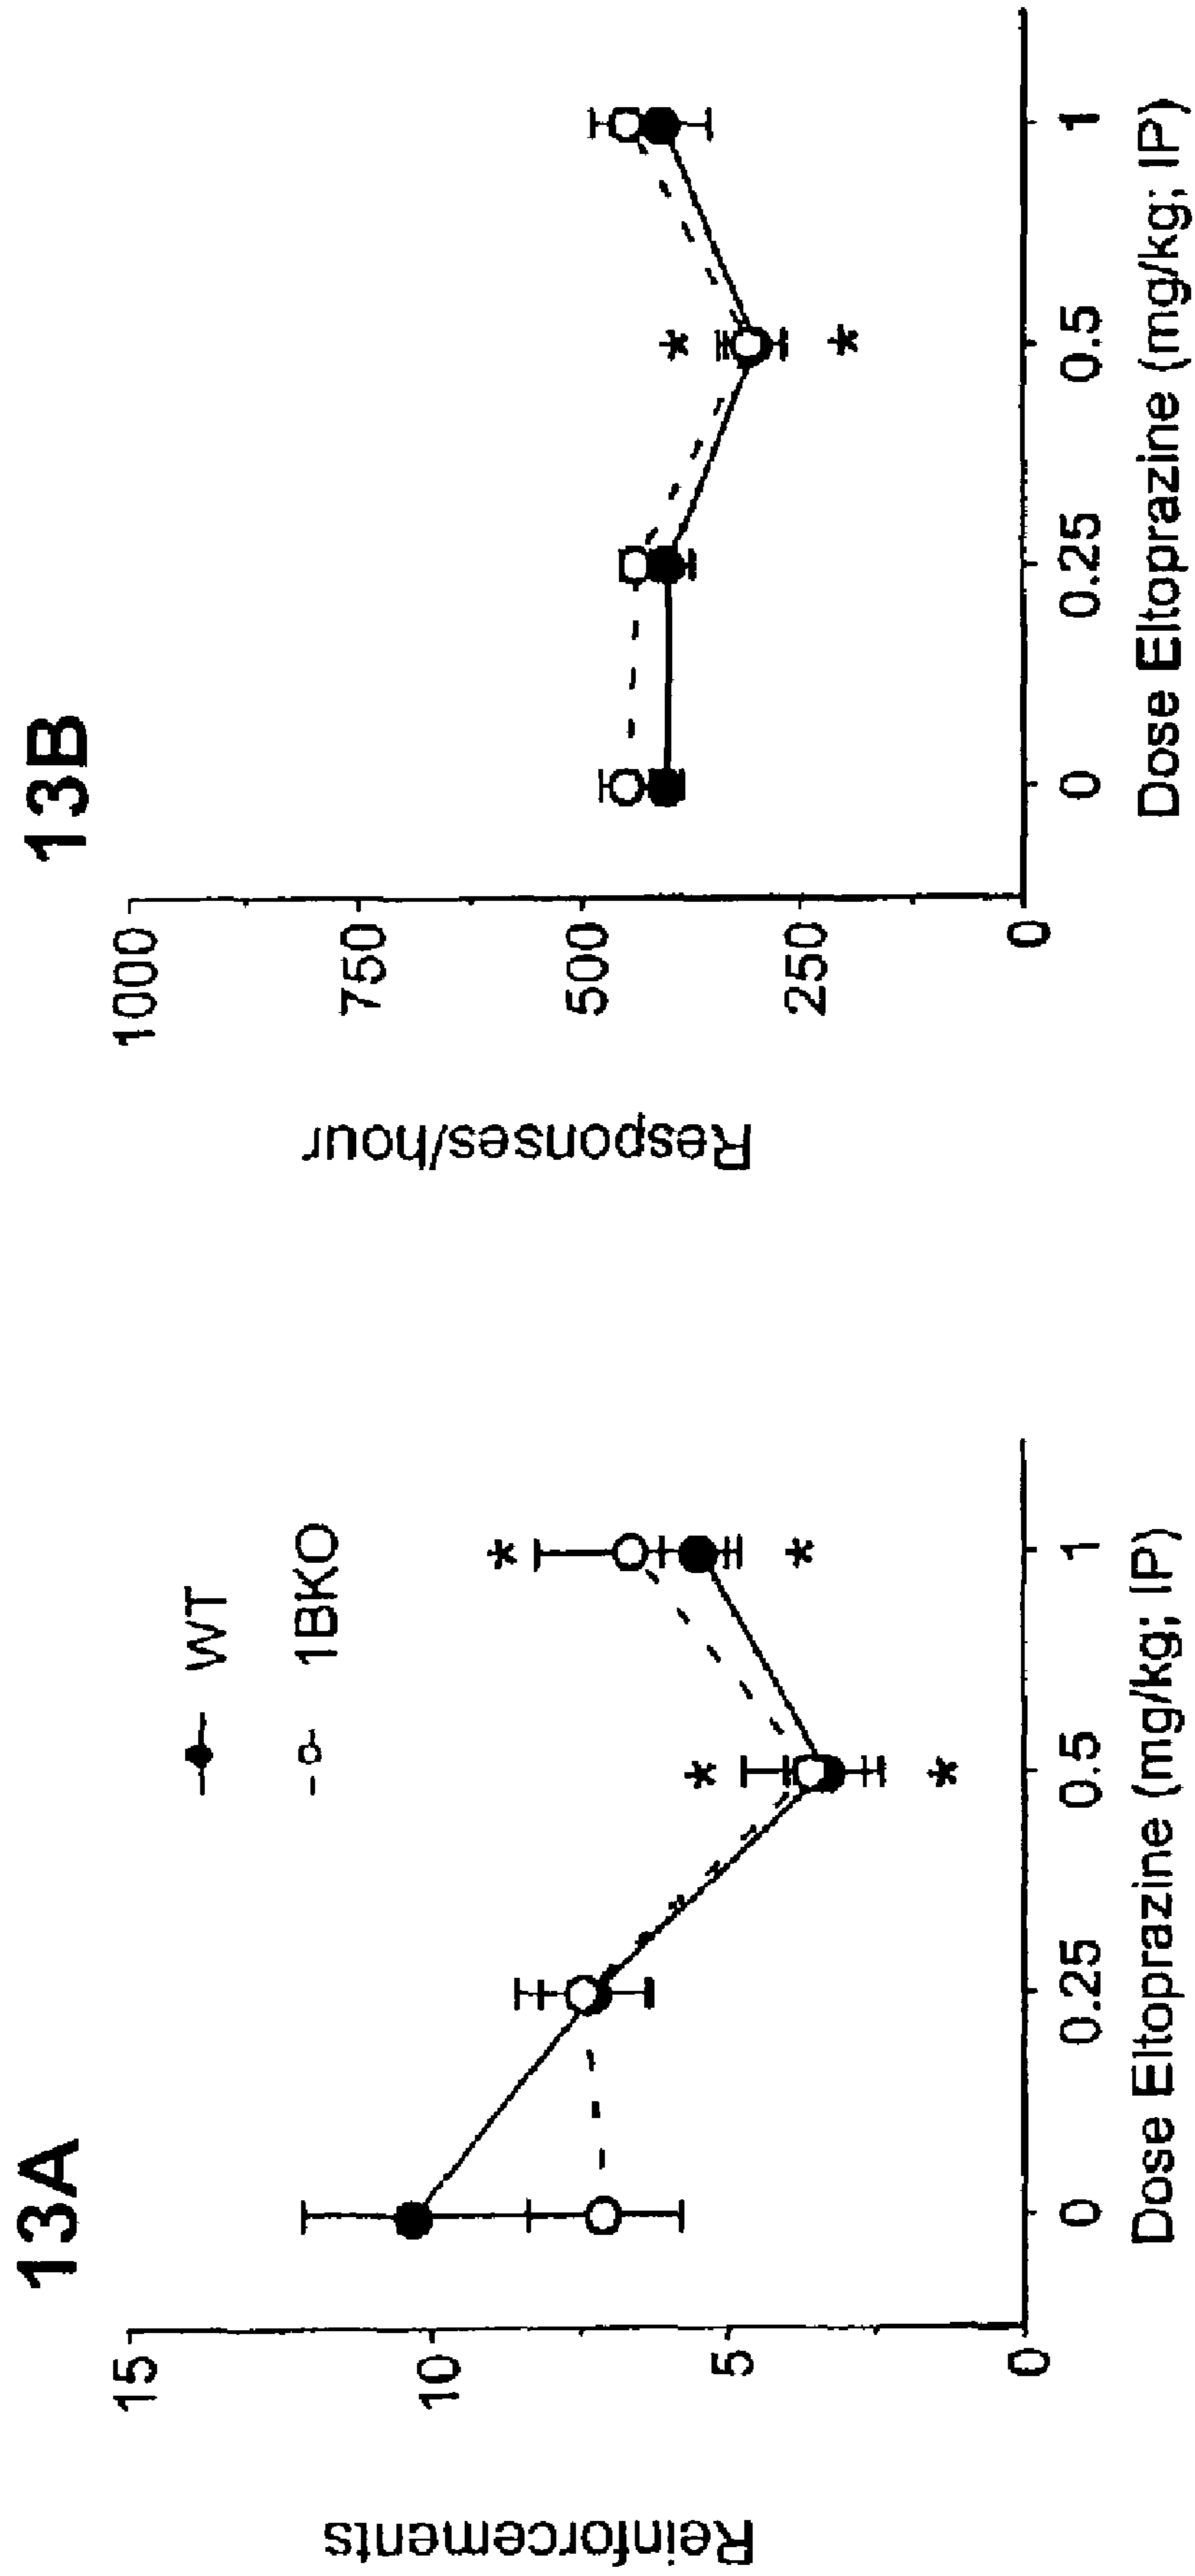 13A
Reinforcements
15
10
5
0
WT
1BKO
*
*
*
*
0 0.25 0.5 1
Dose Eltoprazine (mg/kg; IP)
13B
Responses/hour
1000
750
500
250
0
*
*
0 0.25 0.5 1
Dose Eltoprazine (mg/kg; IP)